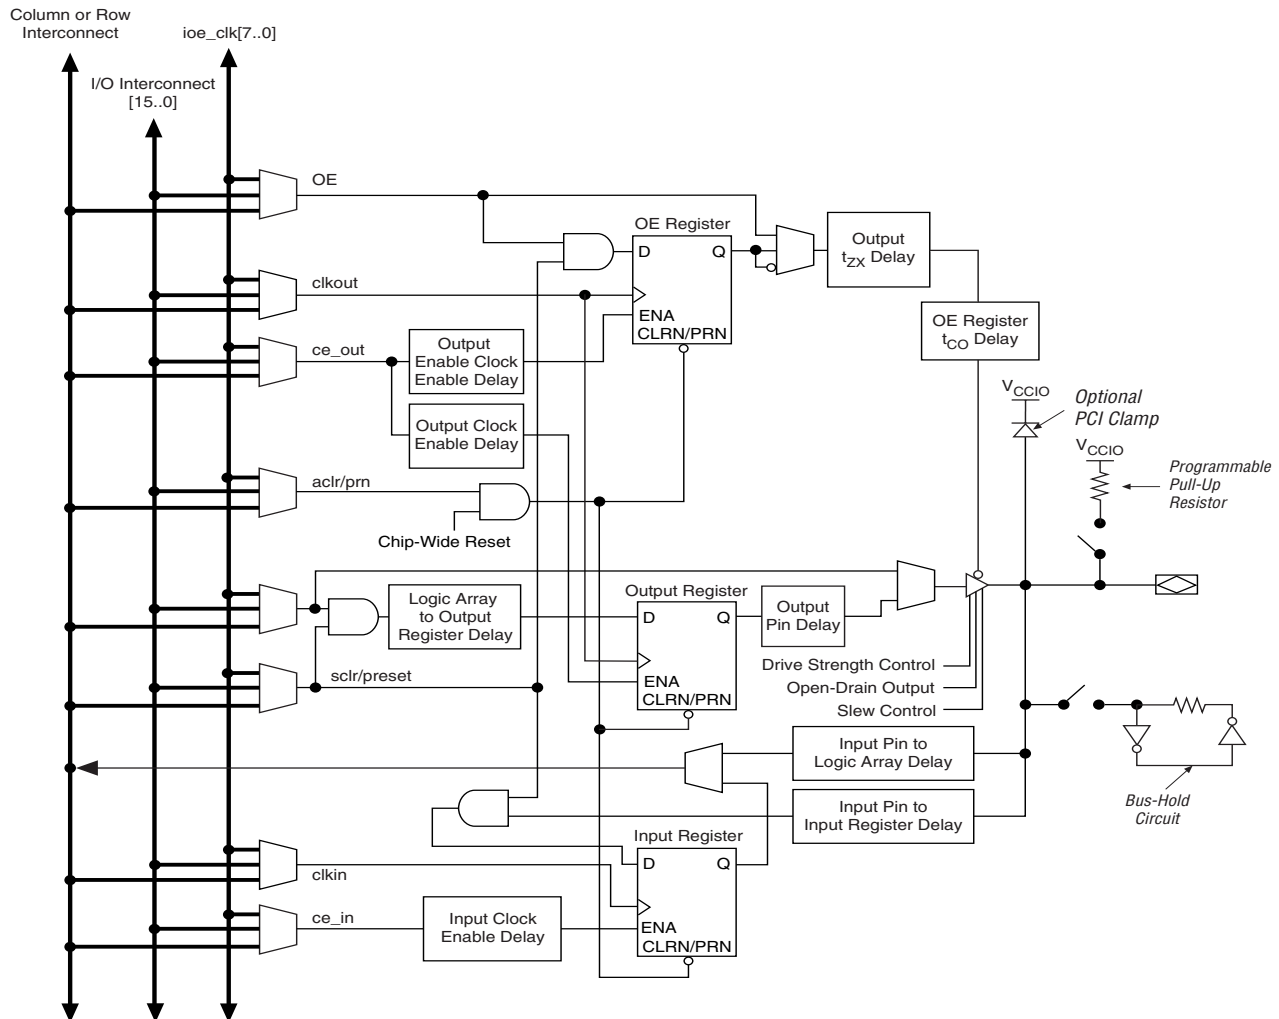 Column or Row
Interconnect
ioe_clk[7..0]
I/O Interconnect
[15..0]
OE
OE Register
D
Q
ENA
CLRN/PRN
Output
tZX Delay
clkout
OE Register
tCO Delay
ce_out
Output
Enable Clock
Enable Delay
Output Clock
Enable Delay
VCCIO
Optional
PCI Clamp
VCCIO
Programmable
Pull-Up
Resistor
aclr/prn
Chip-Wide Reset
Logic Array
to Output
Register Delay
Output Register
D
Q
ENA
CLRN/PRN
Output
Pin Delay
sclr/preset
Drive Strength Control
Open-Drain Output
Slew Control
Input Pin to
Logic Array Delay
Input Pin to
Input Register Delay
Bus-Hold
Circuit
Input Register
D
Q
ENA
CLRN/PRN
clkin
ce_in
Input Clock
Enable Delay